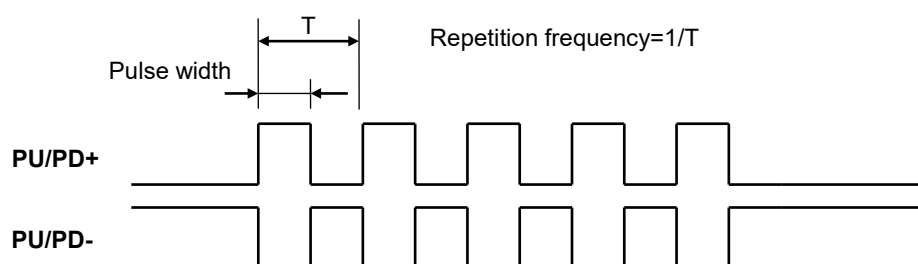 T
Repetition frequency=1/T
Pulse width
PU/PD+
PU/PD-